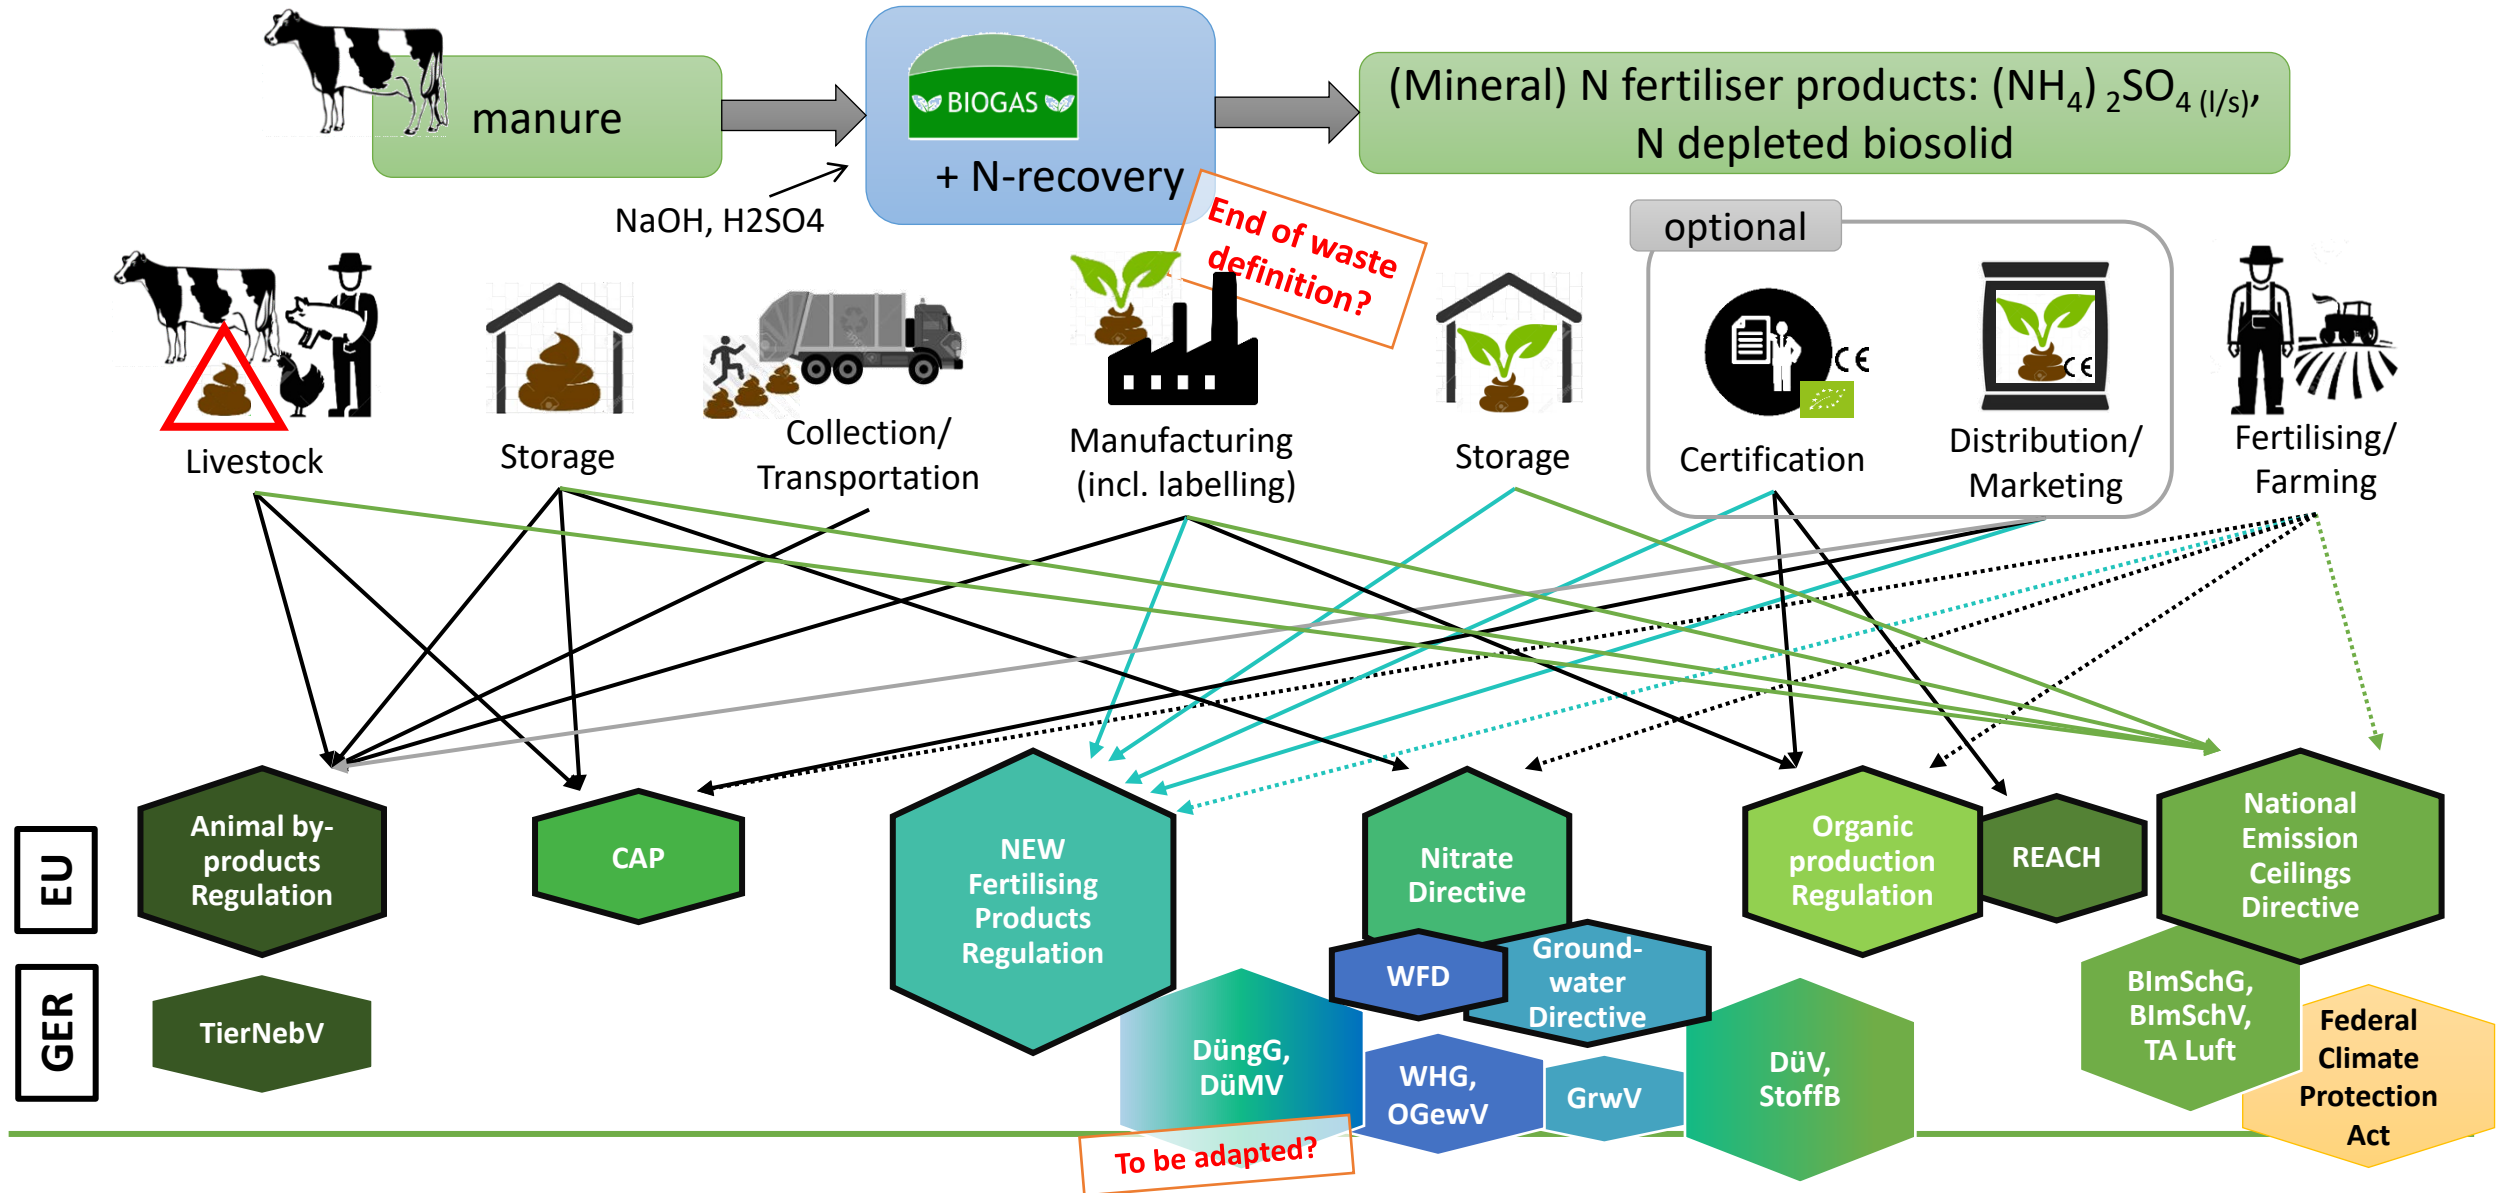 manure
BIOGAS
+ N-recovery
(Mineral) N fertiliser products: (NH4) 2SO4 (l/s),
N depleted biosolid
NaOH, H2SO4
End of waste
definition?
optional
CE
CE
Livestock
Storage
Collection/
Transportation
Manufacturing
(incl. labelling)
Storage
Certification
Distribution/
Marketing
Fertilising/
Farming
EU
Animal by-
products
Regulation
CAP
NEW
Fertilising
Products
Regulation
Nitrate
Directive
WFD
Ground-
water
Directive
Organic
production
Regulation
REACH
National
Emission
Ceilings
Directive
GER
TierNebV
DüngG,
DüMV
To be adapted?
WHG,
OGewV
GrwV
DüV,
StoffB
BImSchG,
BImSchV,
TA Luft
Federal
Climate
Protection
Act